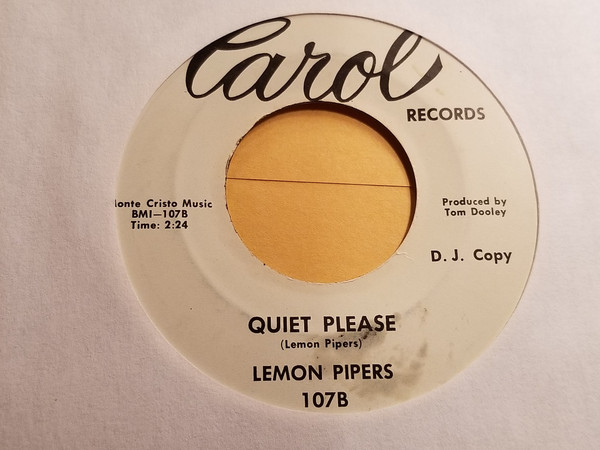 Carol
RECORDS
onte Cristo Music
BMI—107B
Time: 2:24
Produced by
Tom Dooley
D. J. Copy
QUIET PLEASE
(Lemon Pipers)
LEMON PIPERS
107B